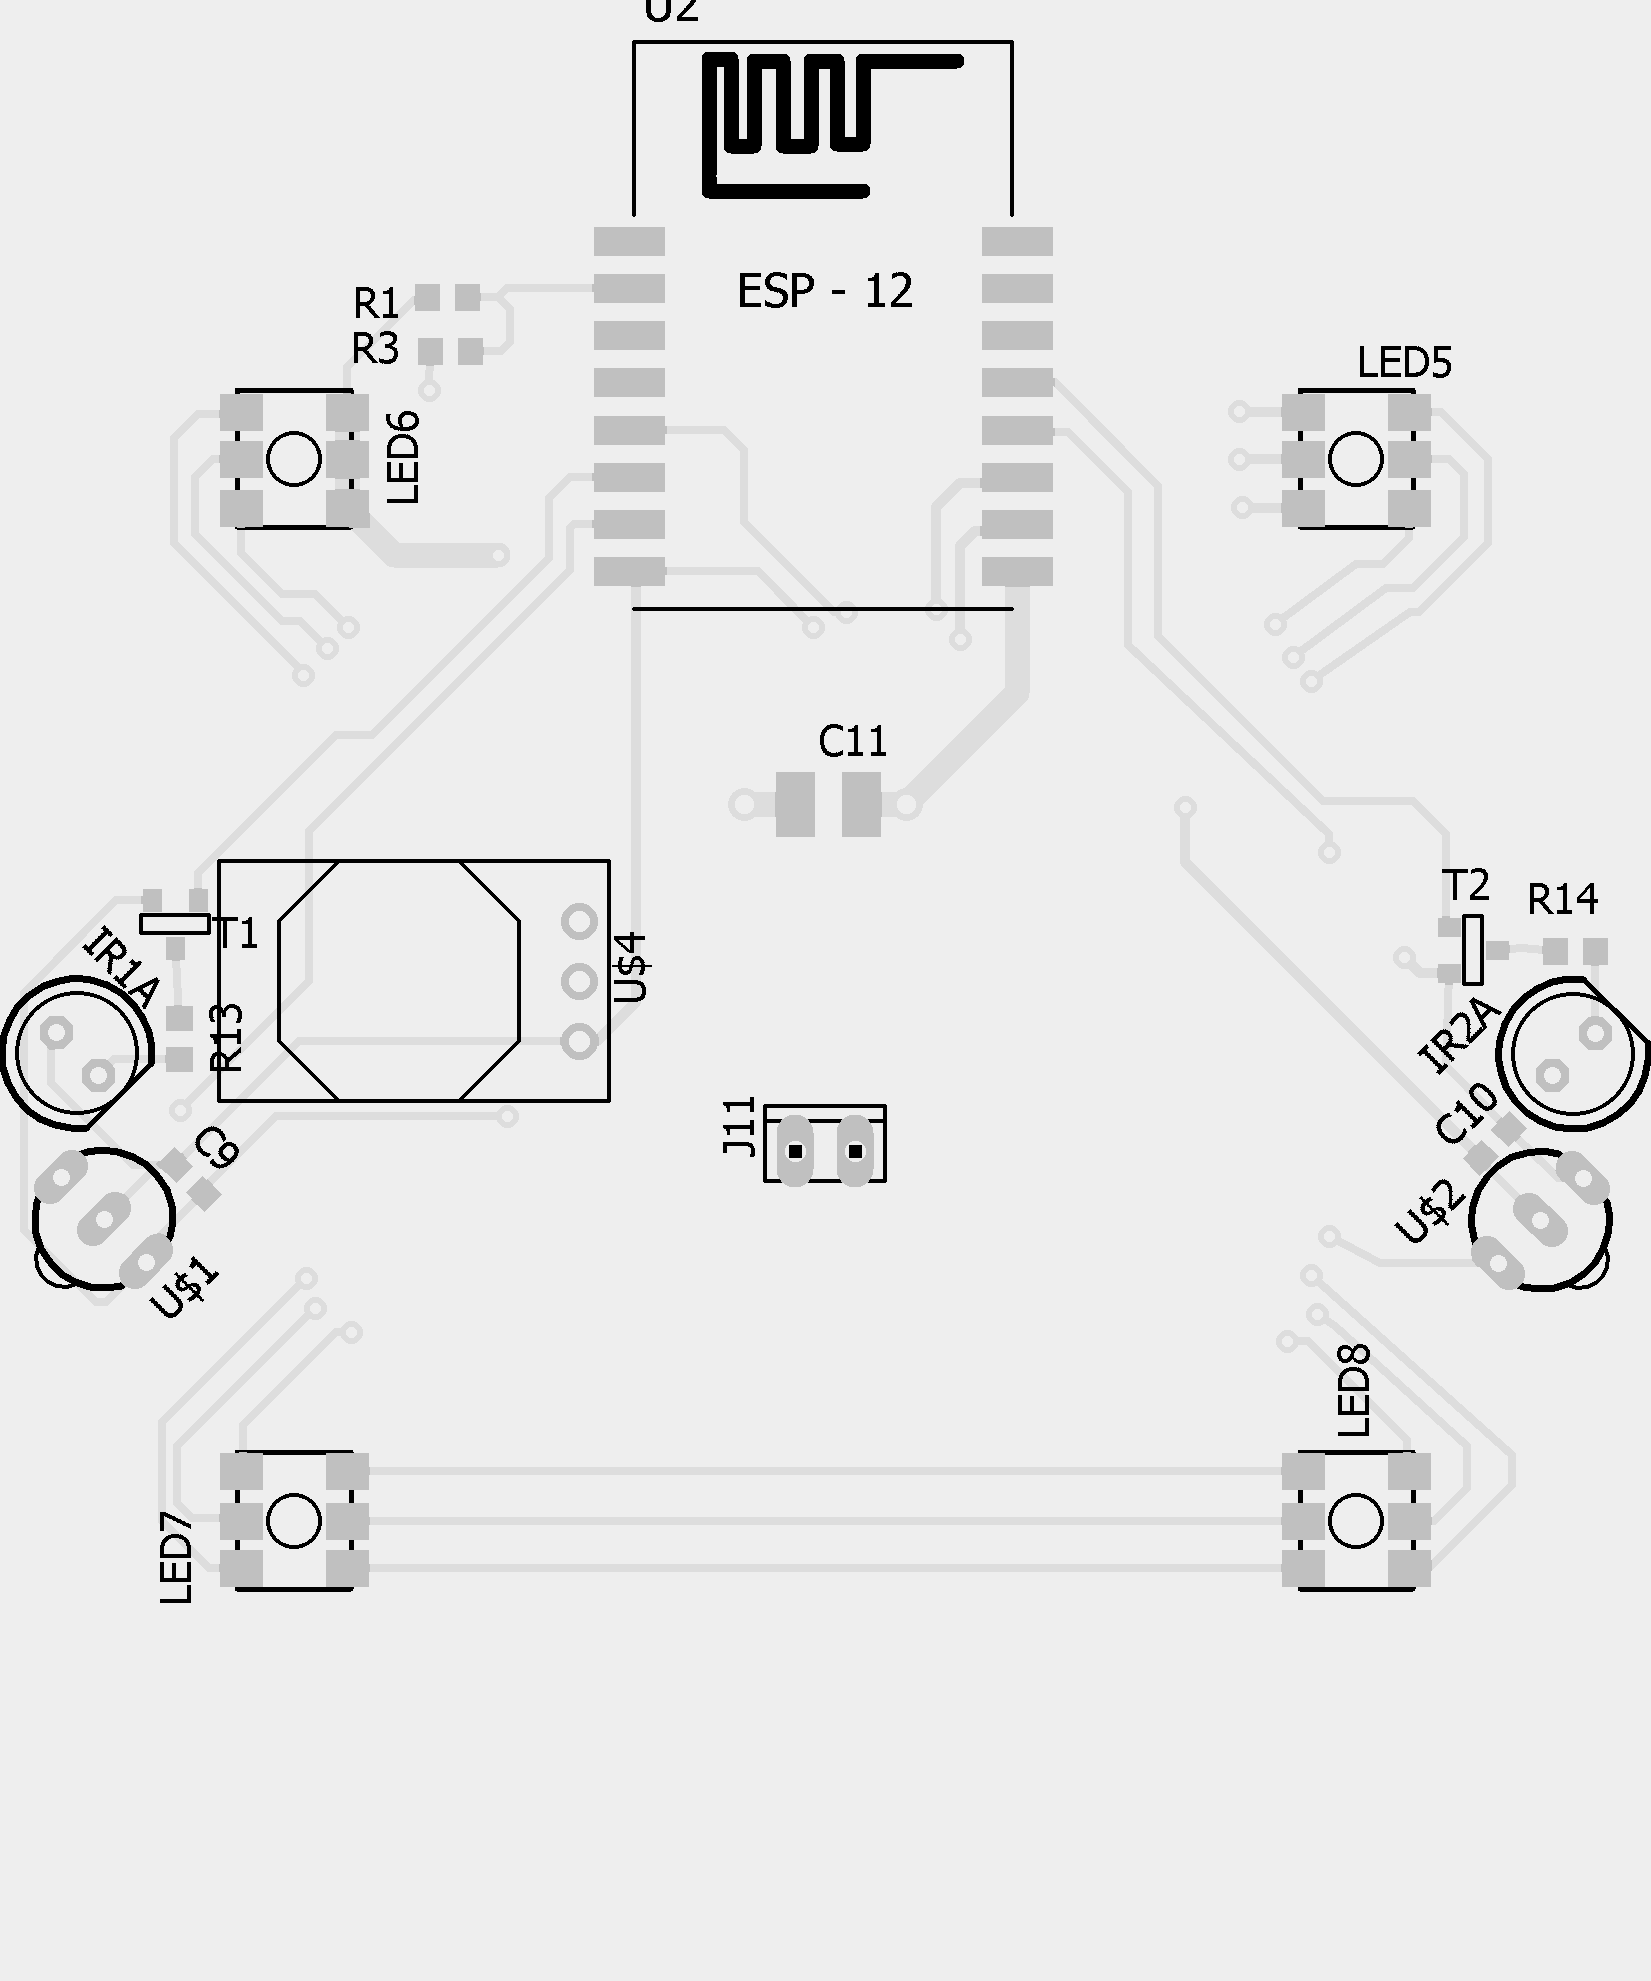 U2
ESP - 12
R1
R3
LED5
LED6
C11
T2
R14
T1
IR1A
U$4
R13
IR2A
C10
J11
C9
U$2
U$1
LED8
LED7